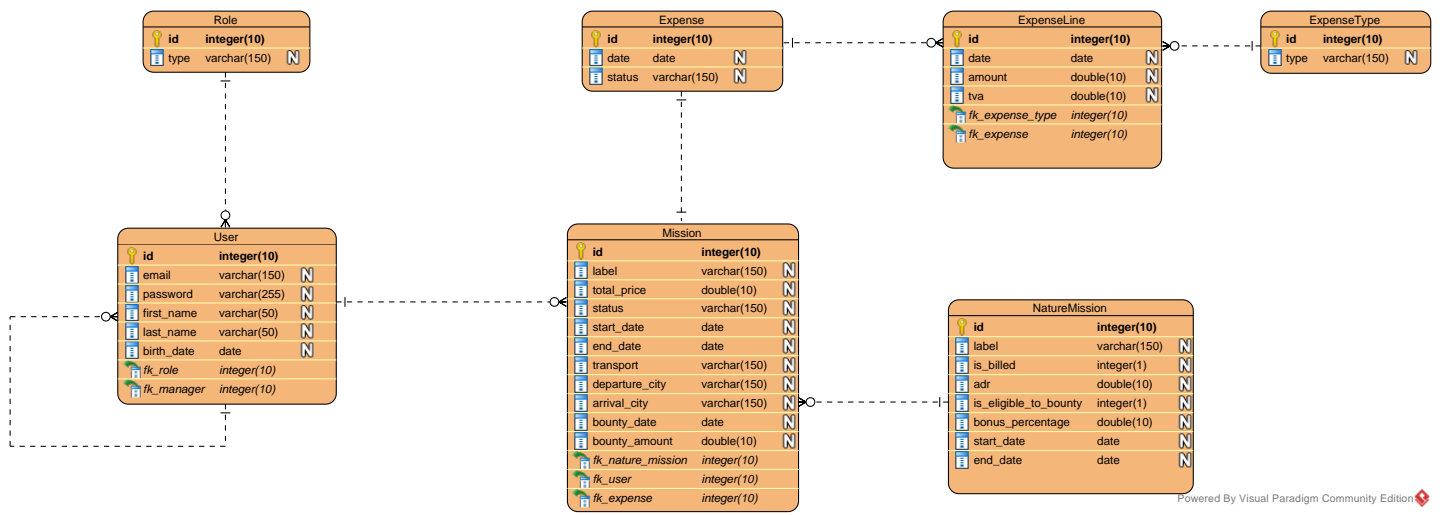 Role
id integer(10)
type varchar(150) N
Expense
id integer(10)
date date N
status varchar(150) N
ExpenseLine
id integer(10)
date date N
amount double(10) N
tva double(10) N
fk_expense_type integer(10)
fk_expense integer(10)
ExpenseType
id integer(10)
type varchar(150) N
User
id integer(10)
email varchar(150) N
password varchar(255) N
first_name varchar(50) N
last_name varchar(50) N
birth_date date N
fk_role integer(10)
fk_manager integer(10)
Mission
id integer(10)
label varchar(150) N
total_price double(10) N
status varchar(150) N
start_date date N
end_date date N
transport varchar(150) N
departure_city varchar(150) N
arrival_city varchar(150) N
bounty_date date N
bounty_amount double(10) N
fk_nature_mission integer(10)
fk_user integer(10)
fk_expense integer(10)
NatureMission
id integer(10)
label varchar(150) N
is_billed integer(1) N
adr double(10) N
is_eligible_to_bounty integer(1) N
bonus_percentage double(10) N
start_date date N
end_date date N
Powered By Visual Paradigm Community Edition